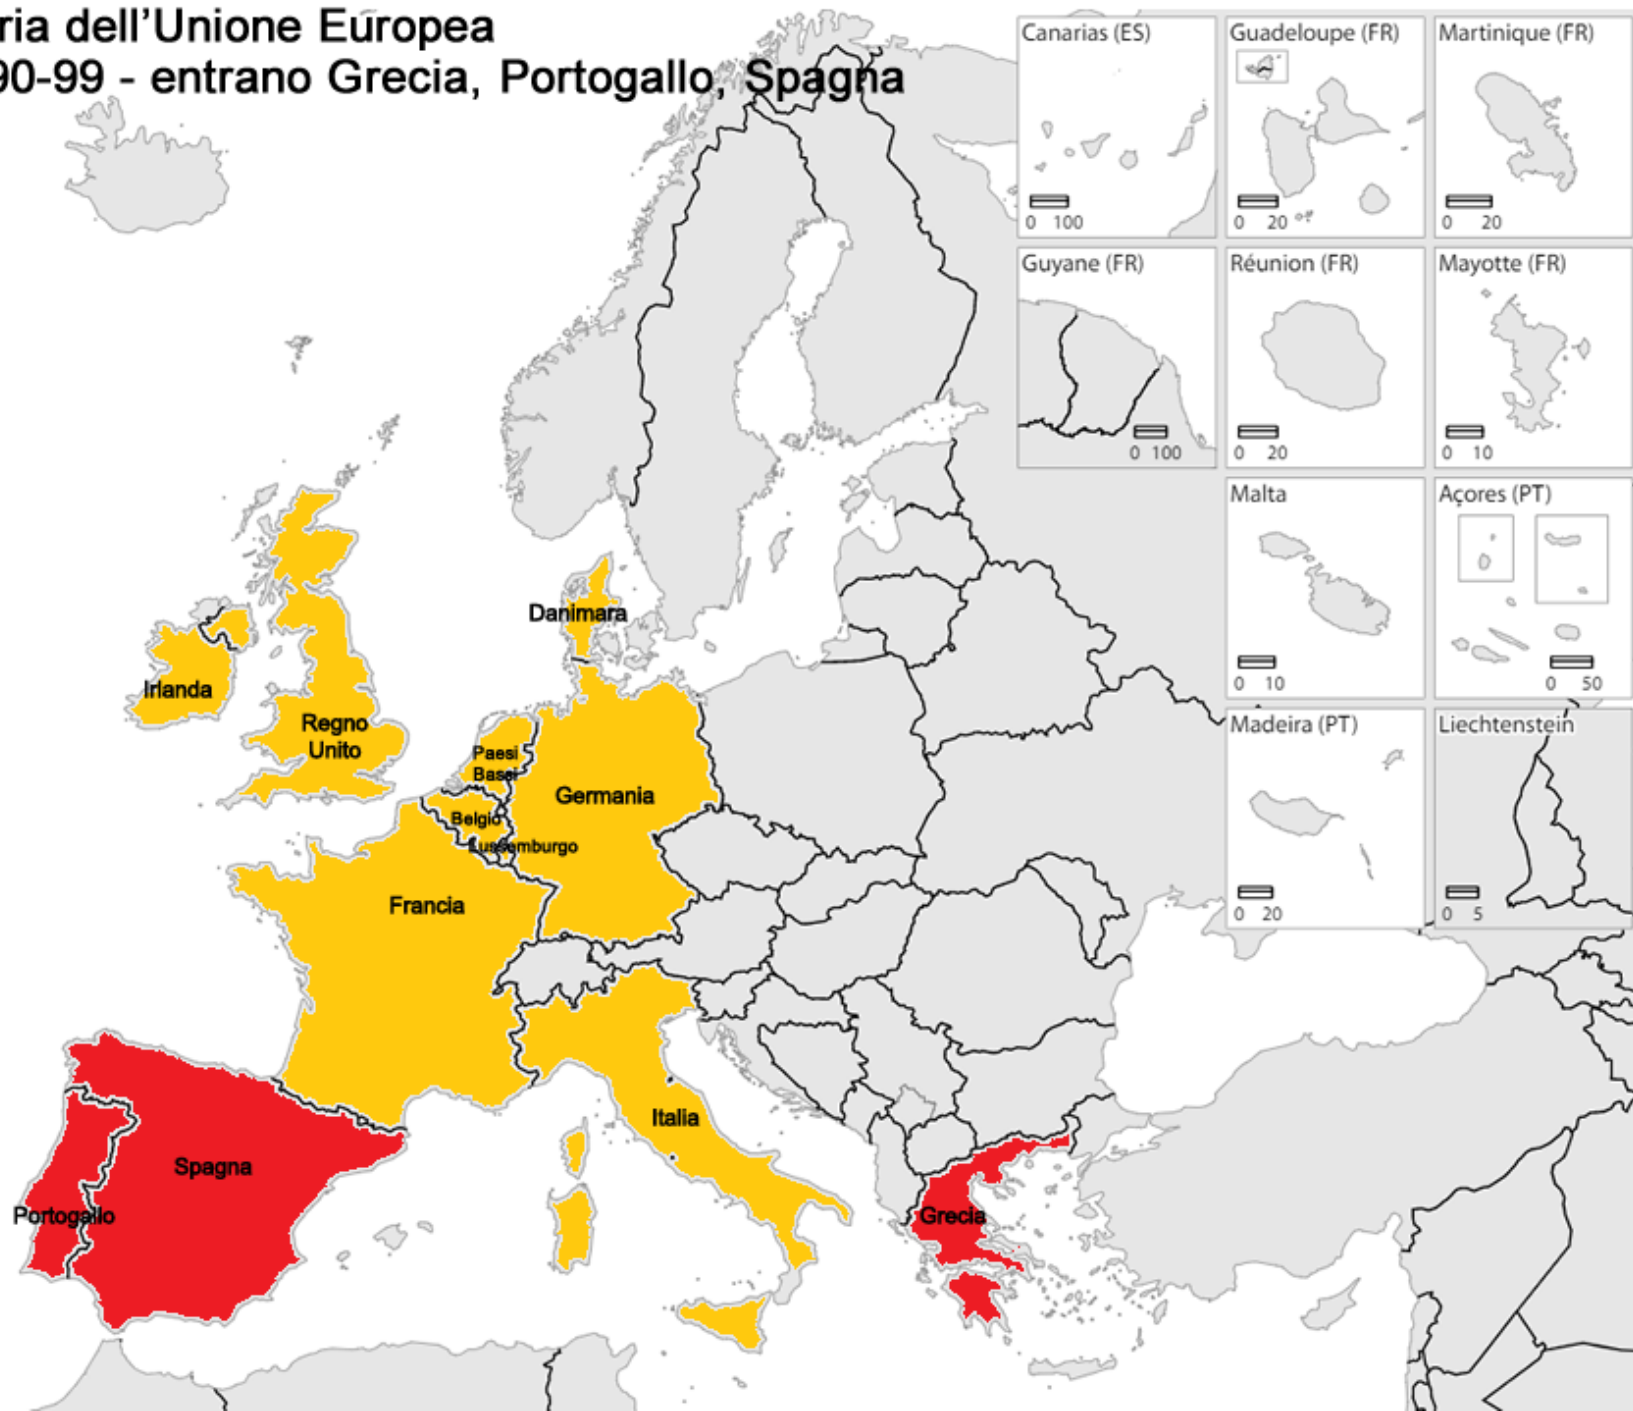 ria dell'Unione Europea
90-99 - entrano Grecia, Portogallo, Spagna
Canarias (ES)
0 100
Guadeloupe (FR)
0 20
Martinique (FR)
0 20
Guyane (FR)
0 100
Réunion (FR)
0 20
Mayotte (FR)
0 10
Malta
0 10
Açores (PT)
0 50
Madeira (PT)
0 20
Liechtenstein
0 5
Danimara
Irlanda
Regno
Unito
Paesi
Bassi
Germania
Belgio
Lussemburgo
Francia
Italia
Spagna
Portogallo
Grecia